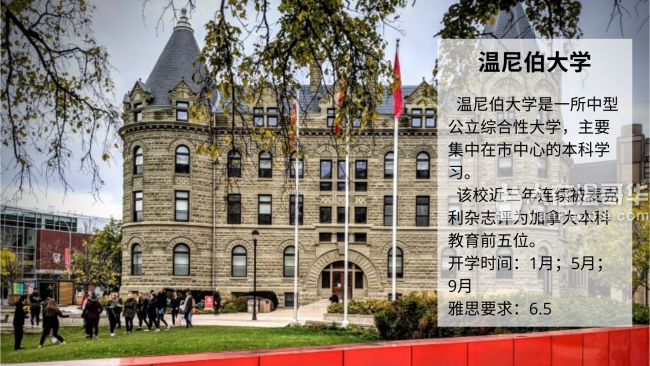 温尼伯大学
温尼伯大学是一所中型
公立综合性大学，主要
集中在市中心的本科学
习。
该校近三年连续被麦克
利杂志评为加拿大本科
教育前五位。
开学时间：1月；5月；
9月
雅思要求：6.5